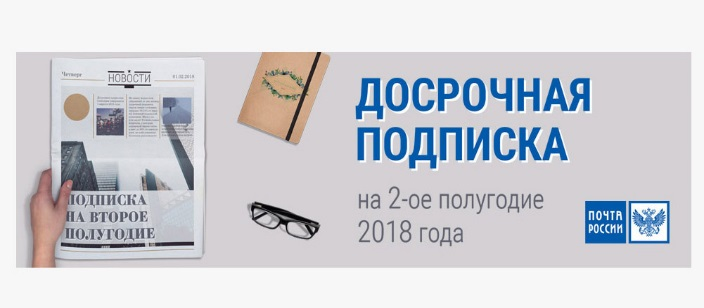 Четверг
НОВОСТИ
01.02.2018
ПОДПИСКА
НА ВТОРОЕ
ПОЛУГОДИЕ
ДОСРОЧНАЯ
ПОДПИСКА
на 2-ое полугодие
2018 года
ПОЧТА
РОССИИ